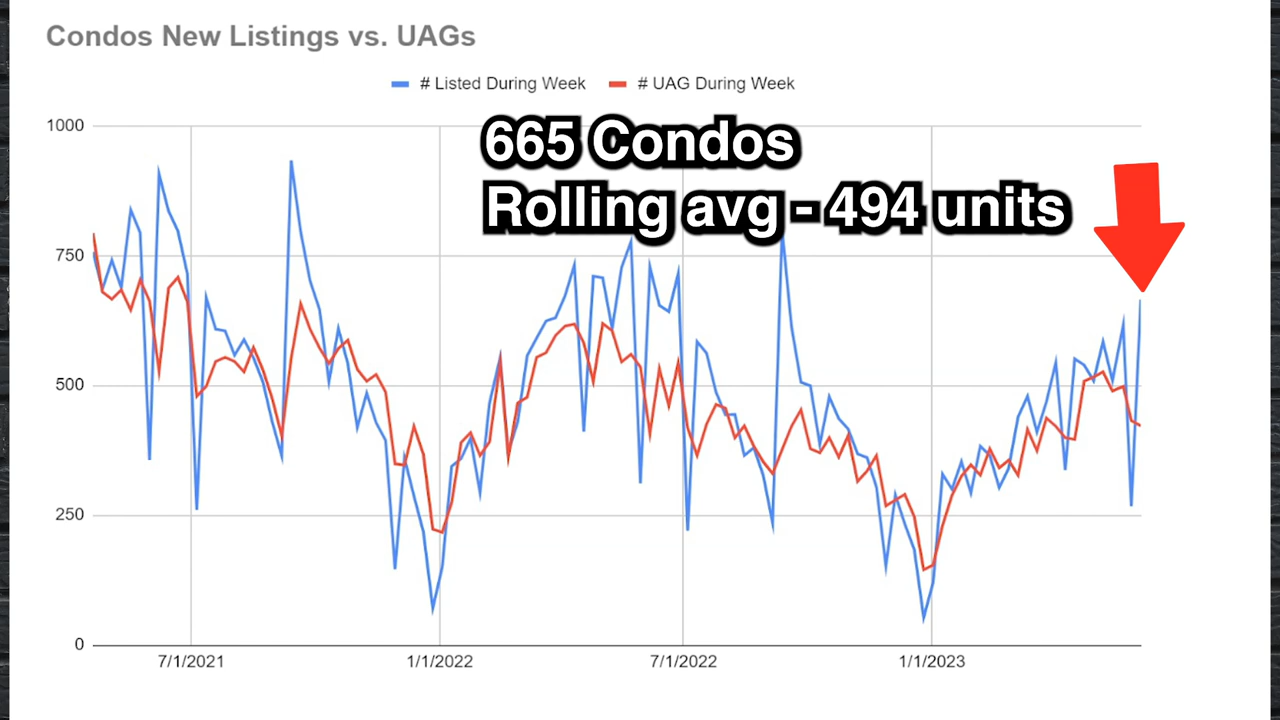 Condos New Listings vs. UAGs
# Listed During Week
# UAG During Week
665 Condos
Rolling avg - 494 units
1000
750
500
250
0
7/1/2021
1/1/2022
7/1/2022
1/1/2023